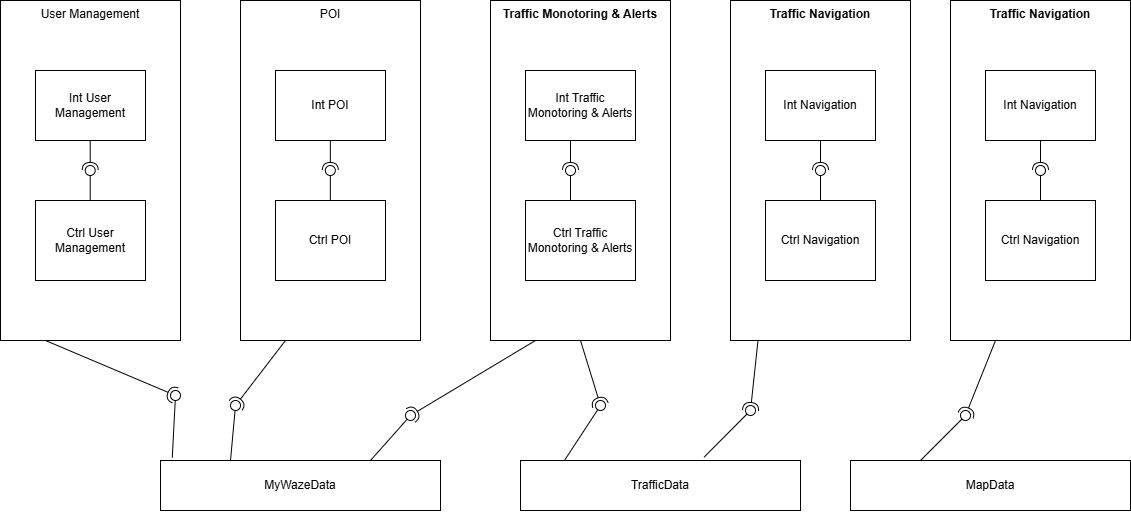 User Management
POI
Traffic Monotoring & Alerts
Traffic Navigation
Traffic Navigation
Int User
Management
Int POI
Int Traffic
Monotoring & Alerts
Int Navigation
Int Navigation
Ctrl User
Management
Ctrl POI
Ctrl Traffic
Monotoring & Alerts
Ctrl Navigation
Ctrl Navigation
MyWazeData
TrafficData
MapData